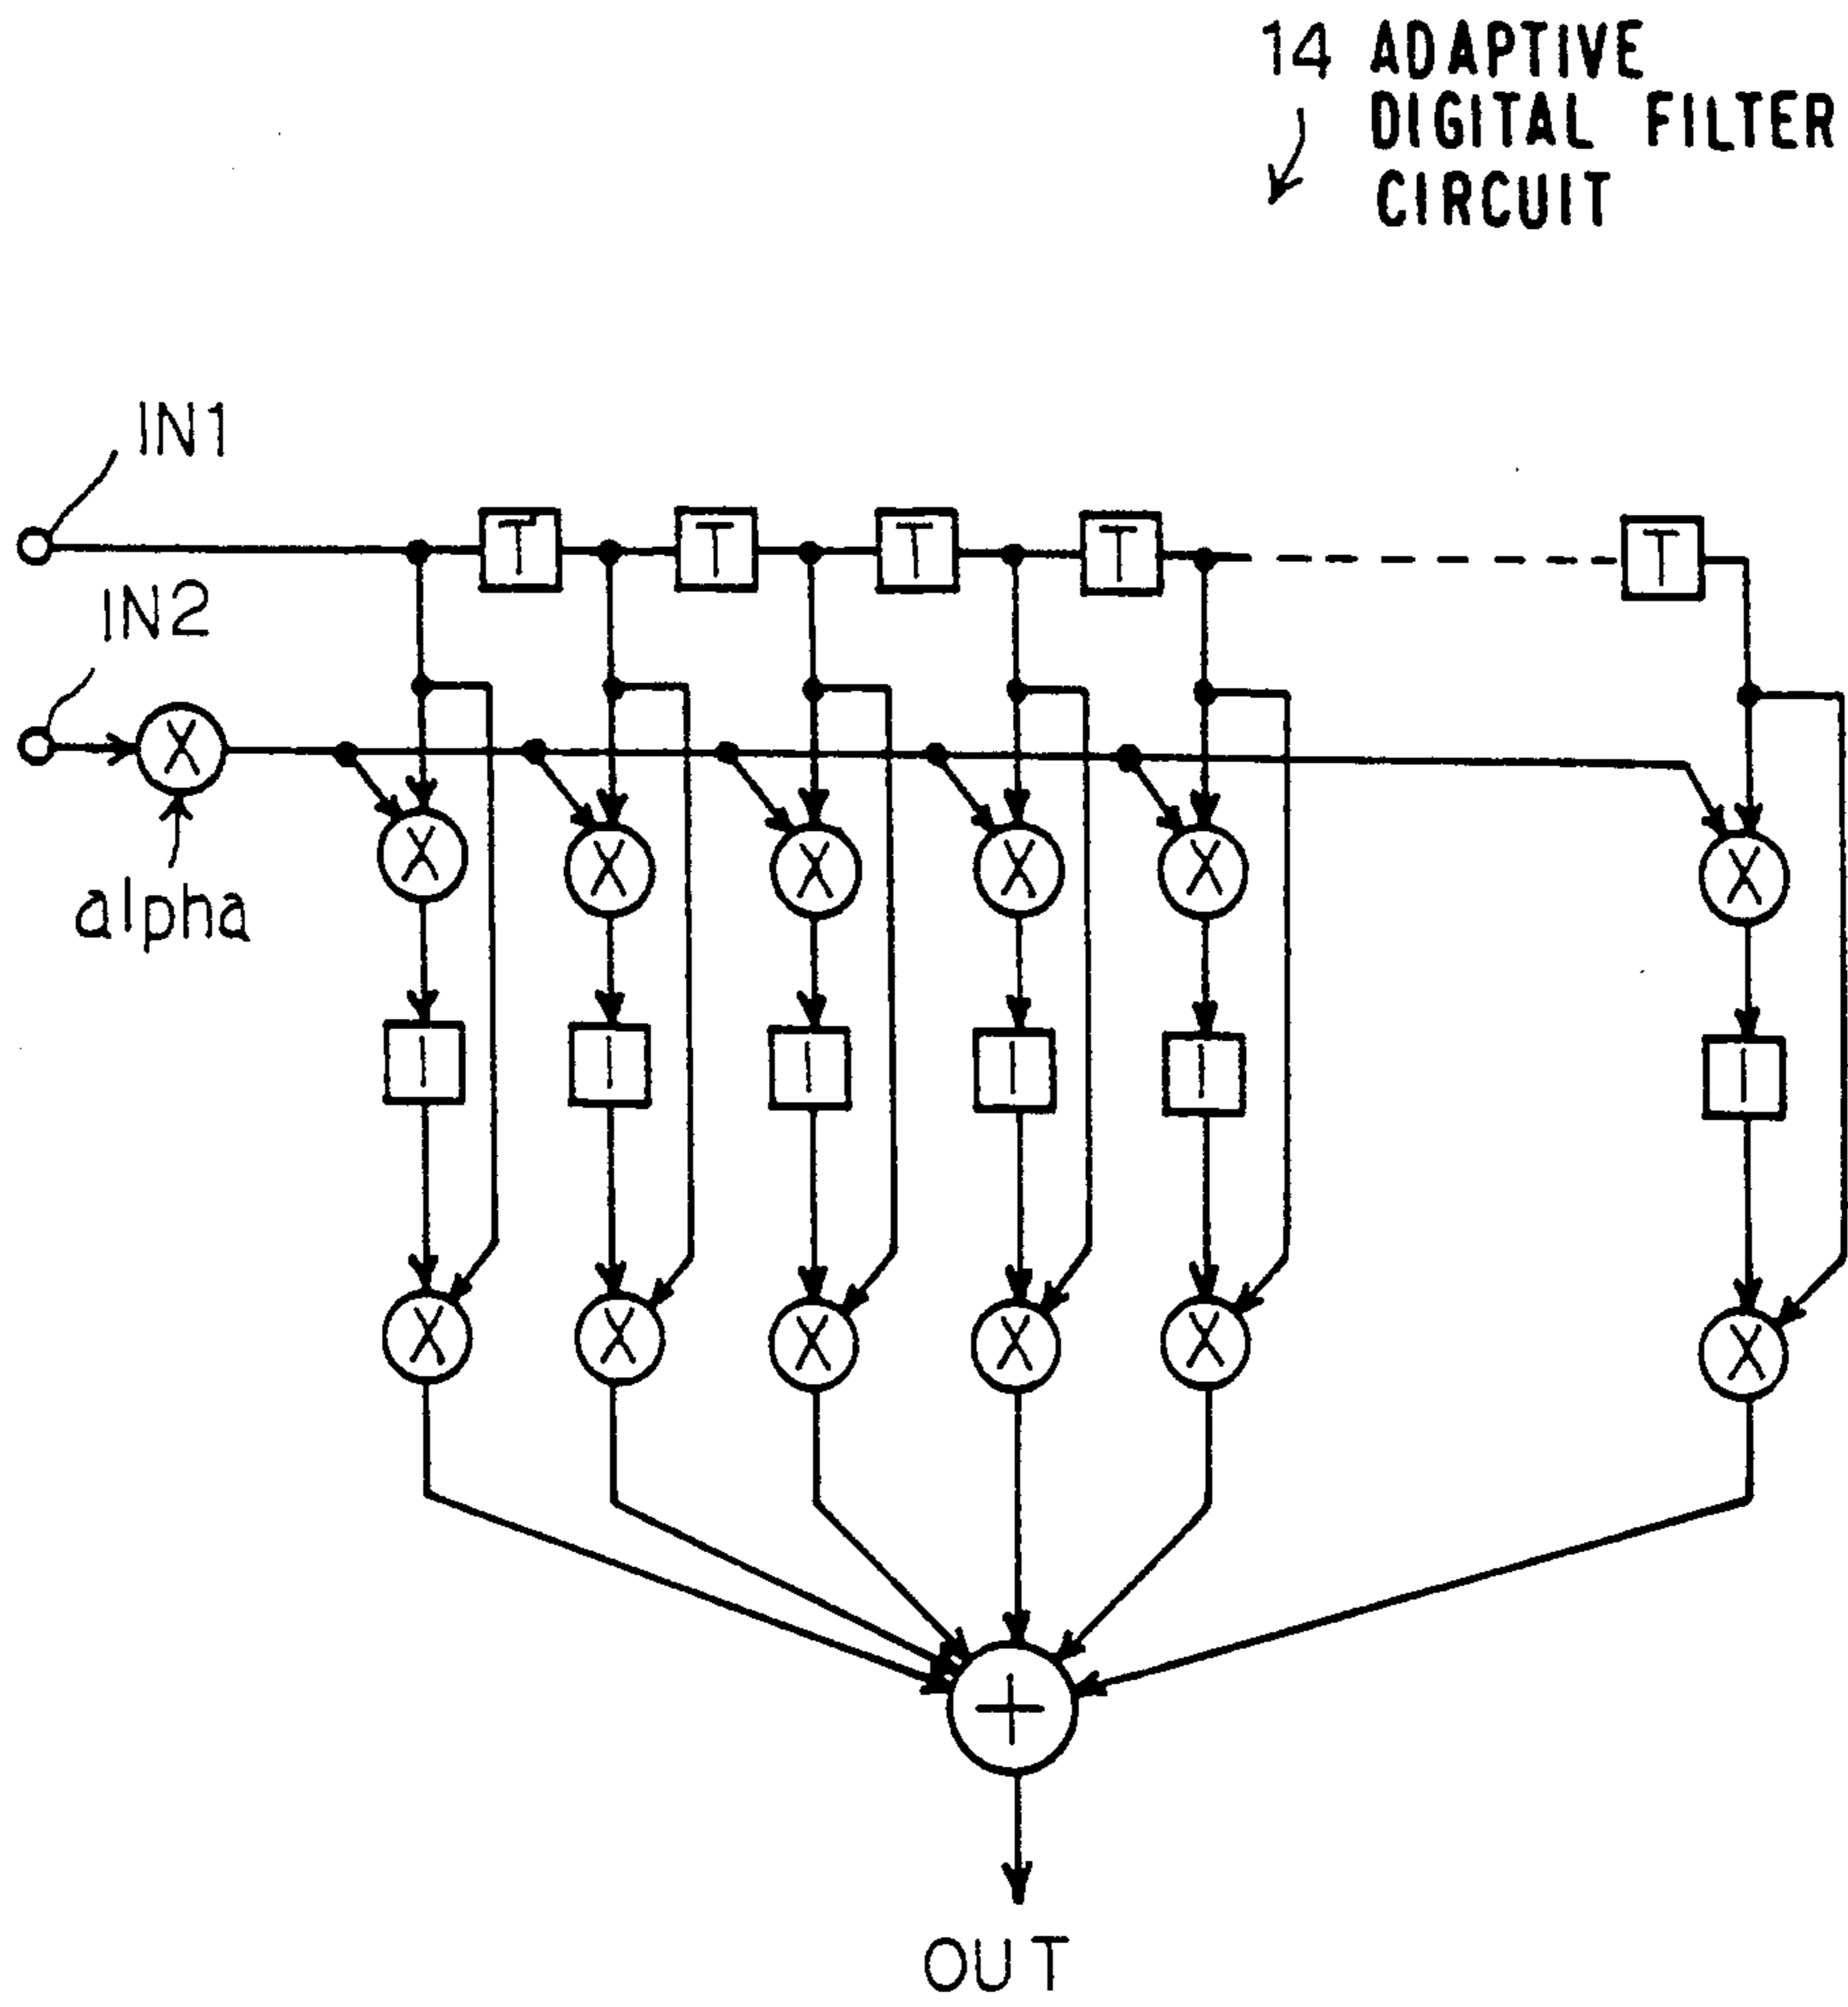 14 ADAPTIVE
DIGITAL FILTER
CIRCUIT
IN1
T T T T T
IN2
X
alpha
X X X X X X
I I I I I I
X X X X X X
+
OUT